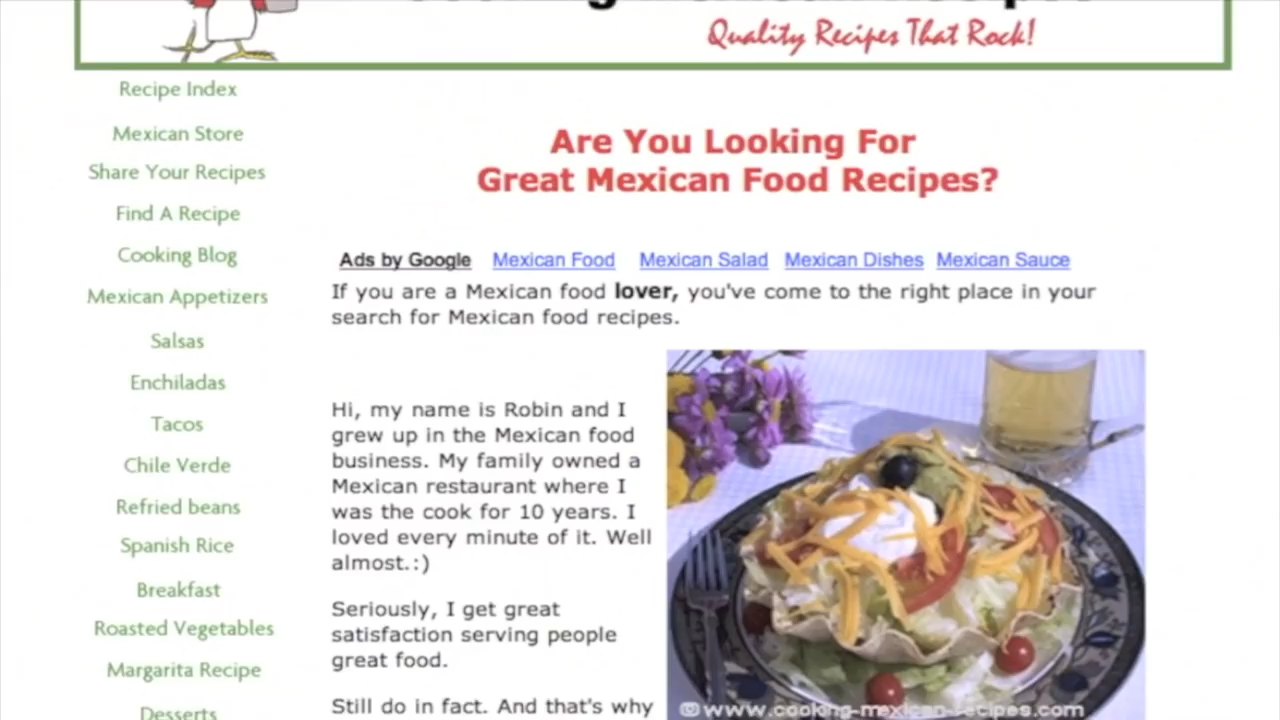 Quality Recipes That Rock!
Recipe Index
Mexican Store
Share Your Recipes
Find A Recipe
Cooking Blog
Mexican Appetizers
Salsas
Enchiladas
Tacos
Chile Verde
Refried beans
Spanish Rice
Breakfast
Roasted Vegetables
Margarita Recipe
Desserts
Are You Looking For
Great Mexican Food Recipes?
Ads by Google Mexican Food Mexican Salad Mexican Dishes Mexican Sauce
If you are a Mexican food lover, you've come to the right place in your
search for Mexican food recipes.
Hi, my name is Robin and I
grew up in the Mexican food
business. My family owned a
Mexican restaurant where I
was the cook for 10 years. I
loved every minute of it. Well
almost.:)
Seriously, I get great
satisfaction serving people
great food.
Still do in fact. And that's why
©www.cooking-mexican-recipes.com